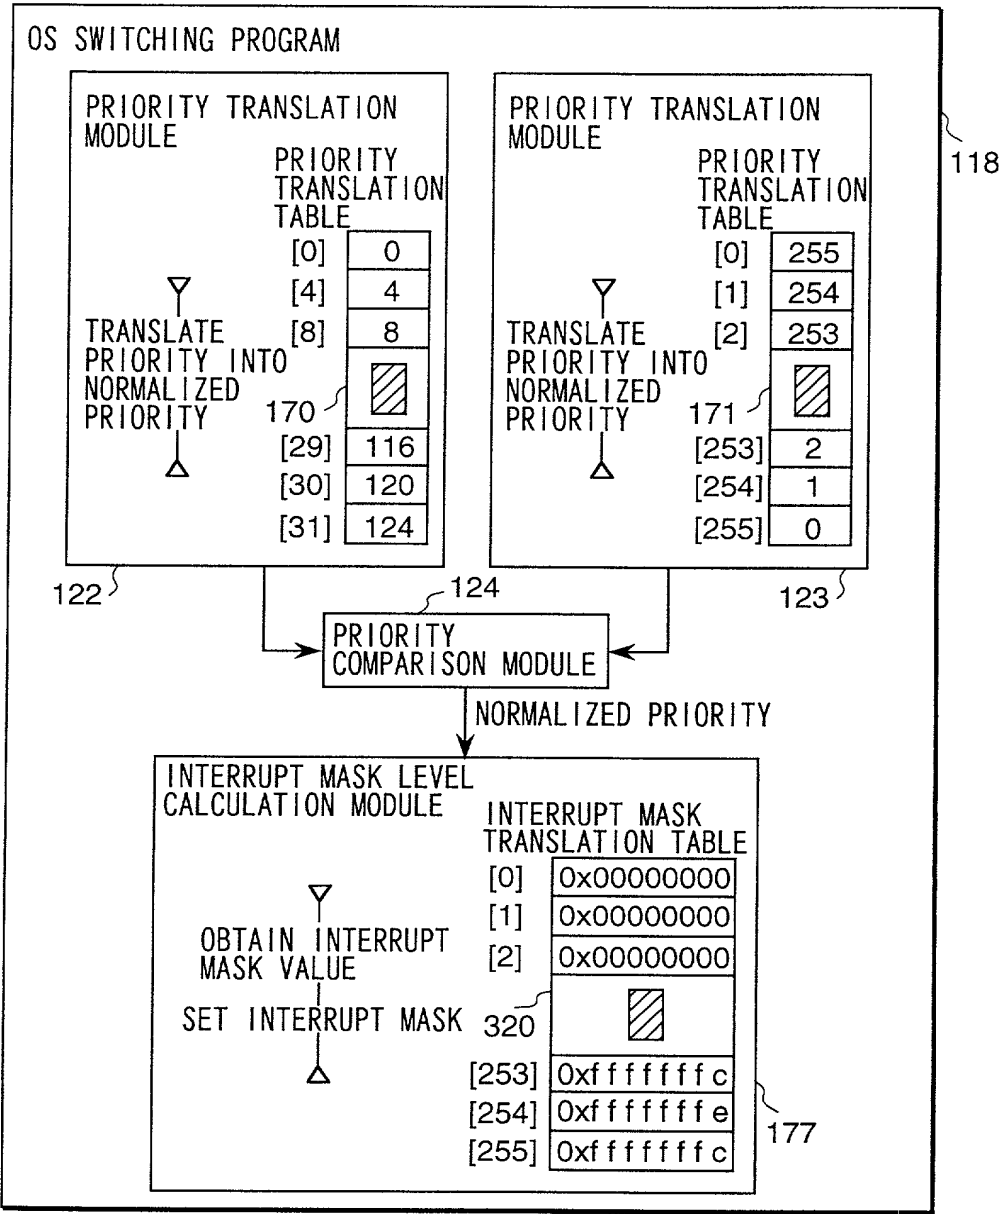 OS SWITCHING PROGRAM
118
PRIORITY TRANSLATION
MODULE
PRIORITY
TRANSLATION
TABLE
[0] 0
[4] 4
[8] 8
TRANSLATE
PRIORITY INTO
NORMALIZED
PRIORITY
170
[29] 116
[30] 120
[31] 124
122
PRIORITY TRANSLATION
MODULE
PRIORITY
TRANSLATION
TABLE
[0] 255
[1] 254
[2] 253
TRANSLATE
PRIORITY INTO
NORMALIZED
PRIORITY
171
[253] 2
[254] 1
[255] 0
123
124
PRIORITY
COMPARISON MODULE
NORMALIZED PRIORITY
INTERRUPT MASK LEVEL
CALCULATION MODULE
INTERRUPT MASK
TRANSLATION TABLE
[0] 0x00000000
[1] 0x00000000
[2] 0x00000000
OBTAIN INTERRUPT
MASK VALUE
SET INTERRUPT MASK
320
[253] 0xfffffffc
[254] 0xfffffffe
[255] 0xfffffffc
177